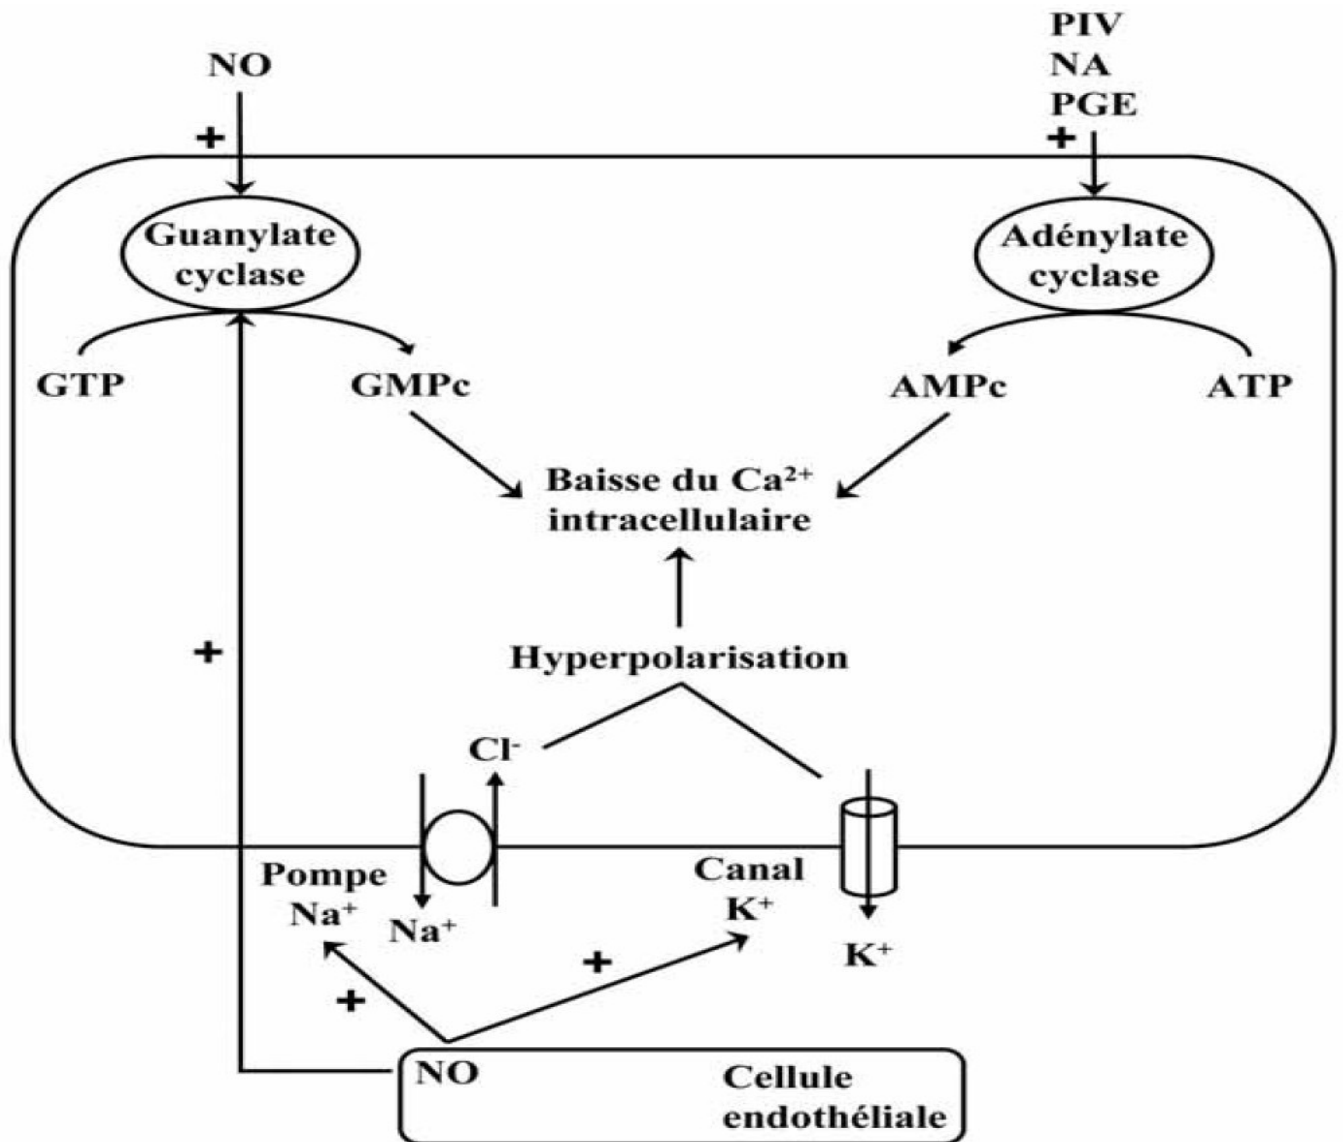 NO
PIV
NA
PGE
+
+
Guanylate
cyclase
Adénylate
cyclase
GTP
GMPc
AMPc
ATP
Baisse du Ca²⁺
intracellulaire
+
Hyperpolarisation
Cl⁻
Pompe
Na⁺
Na⁺
Canal
K⁺
K⁺
+
+
NO
Cellule
endothéliale